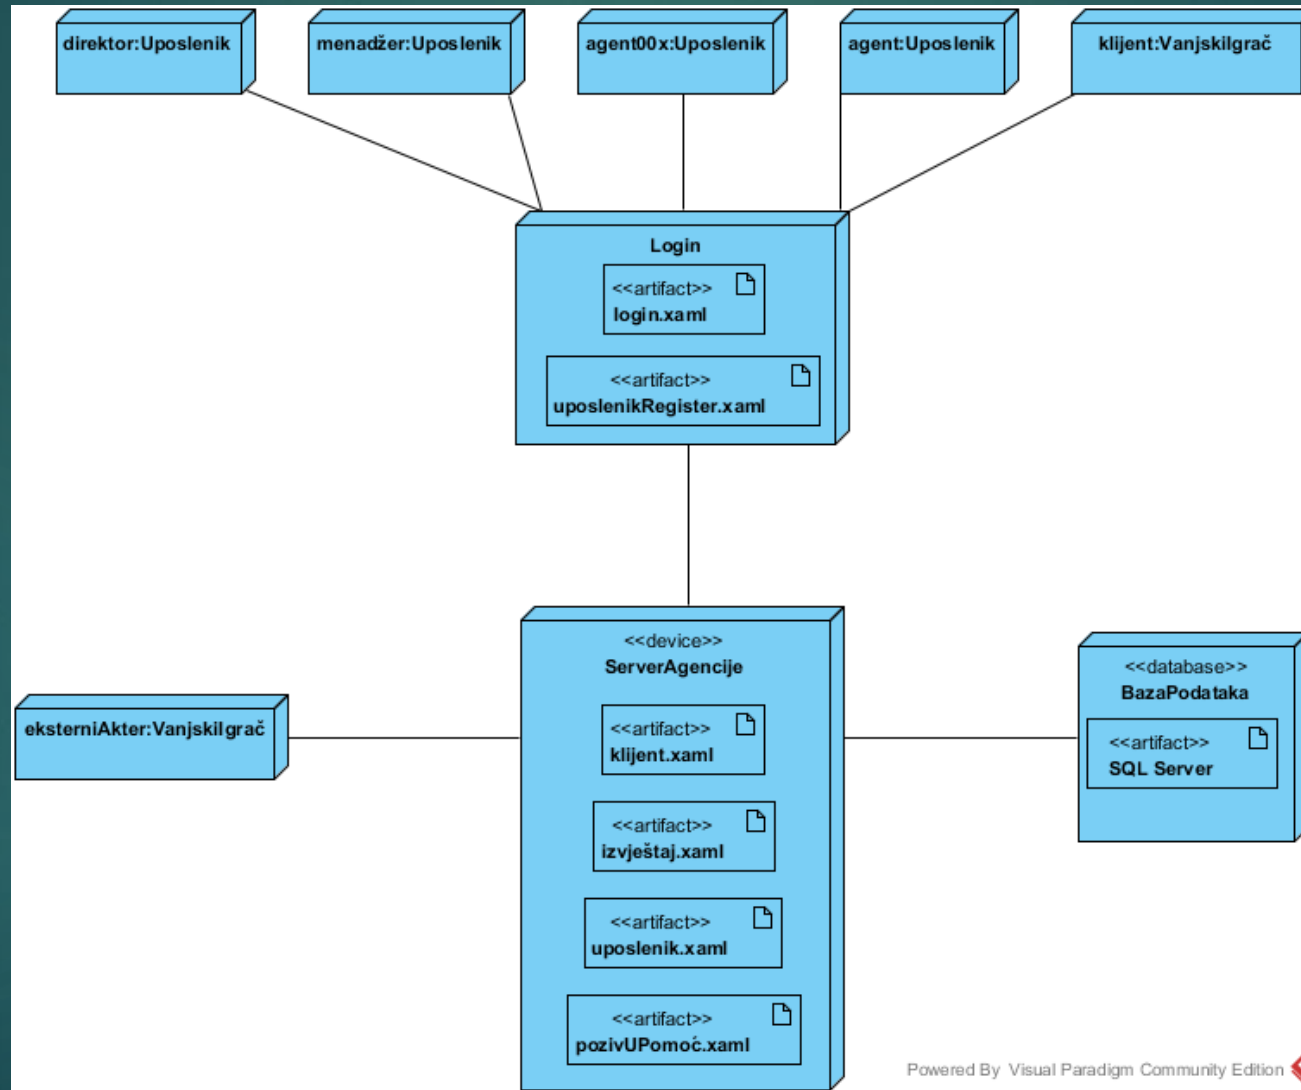 direktor:Uposlenik
menadžer:Uposlenik
agent00x:Uposlenik
agent:Uposlenik
klijent:VanjskiIgrač
Login
<<artifact>>
login.xaml
<<artifact>>
uposlenikRegister.xaml
<<device>>
ServerAgencije
<<artifact>>
klijent.xaml
<<artifact>>
izvještaj.xaml
<<artifact>>
uposlenik.xaml
<<artifact>>
pozivUPomoć.xaml
eksterniAkter:VanjskiIgrač
<<database>>
BazaPodataka
<<artifact>>
SQL Server
Powered By Visual Paradigm Community Edition